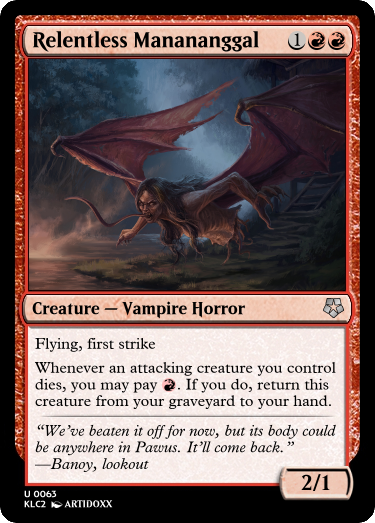 Relentless Manananggal 1
Creature — Vampire Horror
Flying, first strike
Whenever an attacking creature you control
dies, you may pay . If you do, return this
creature from your graveyard to your hand.
“We’ve beaten it off for now, but its body could
be anywhere in Pawus. It’ll come back.”
—Banoy, lookout
2/1
U 0063
KLC2 ARTIDOXX